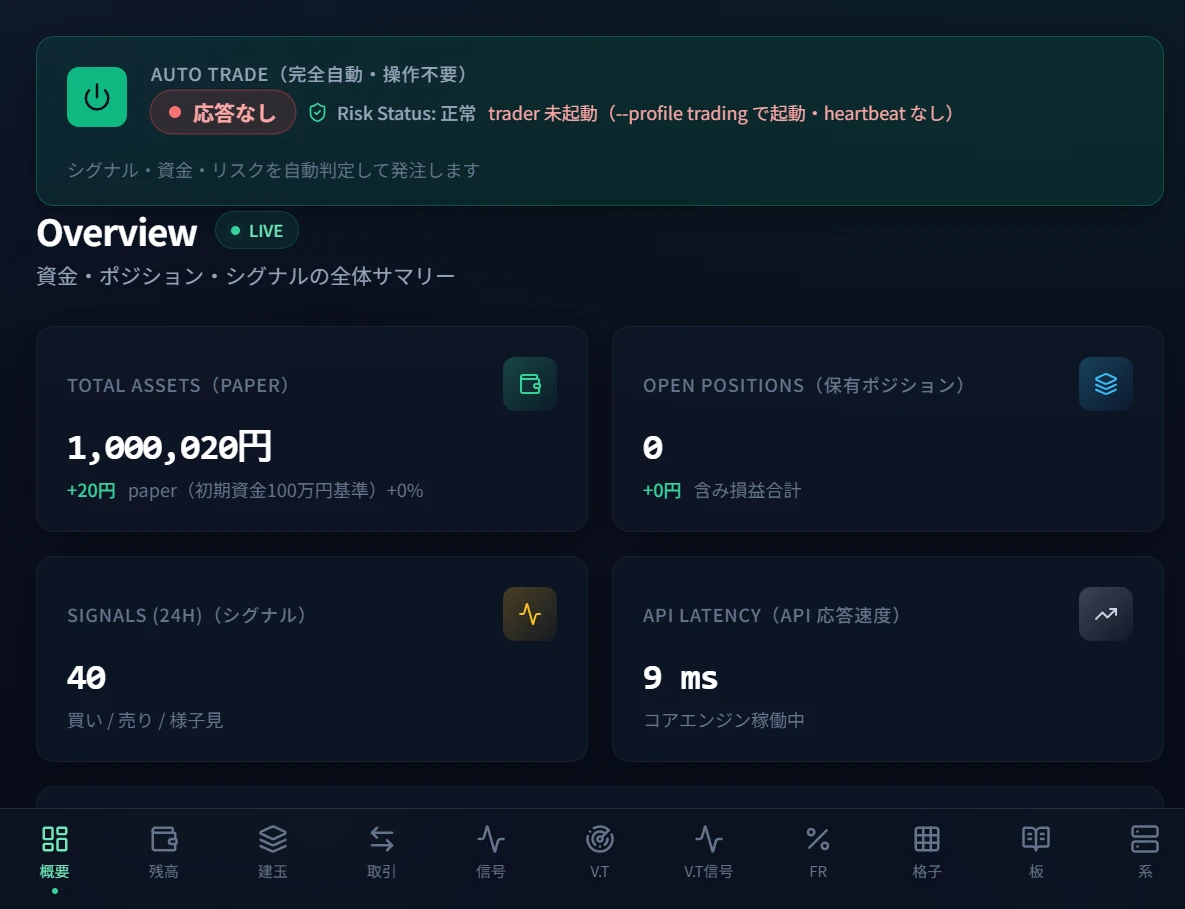 AUTO TRADE（完全自動・操作不要）
応答なし Risk Status: 正常 trader 未起動（--profile trading で起動・heartbeat なし）
シグナル・資金・リスクを自動判定して発注します
Overview LIVE
資金・ポジション・シグナルの全体サマリー
TOTAL ASSETS（PAPER）
1,000,020円
+20円 paper（初期資金100万円基準）+0%
OPEN POSITIONS（保有ポジション）
0
+0円 含み損益合計
SIGNALS (24H)（シグナル）
40
買い / 売り / 様子見
API LATENCY（API 応答速度）
9 ms
コアエンジン稼働中
概要 残高 建玉 取引 信号 V.T V.T信号 FR 格子 板 系